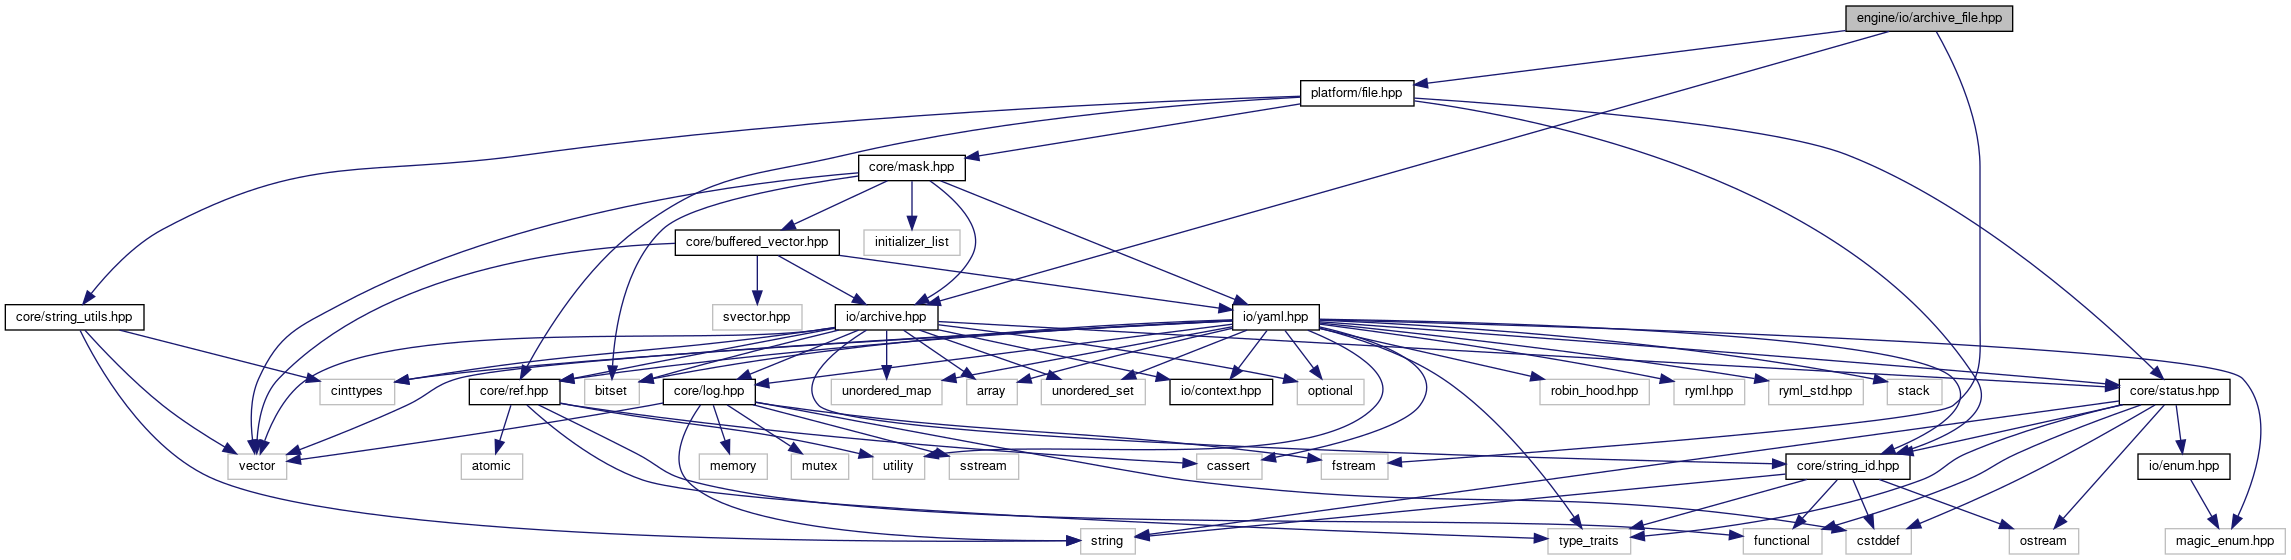 engine/io/archive_file.hpp
platform/file.hpp
core/mask.hpp
core/buffered_vector.hpp
initializer_list
core/string_utils.hpp
svector.hpp
io/archive.hpp
io/yaml.hpp
cinttypes
core/ref.hpp
bitset
core/log.hpp
unordered_map
array
unordered_set
io/context.hpp
optional
robin_hood.hpp
ryml.hpp
ryml_std.hpp
stack
core/status.hpp
vector
atomic
memory
mutex
utility
sstream
cassert
fstream
core/string_id.hpp
io/enum.hpp
string
type_traits
functional
cstddef
ostream
magic_enum.hpp